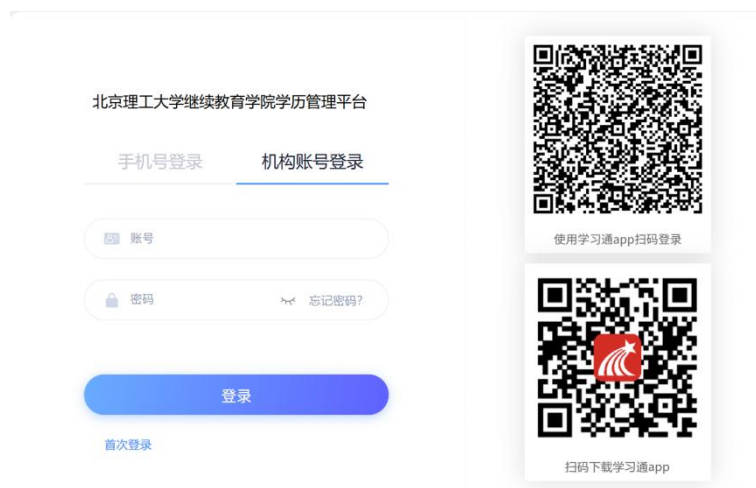 北京理工大学继续教育学院学历管理平台
手机号登录 机构账号登录
账号
密码 忘记密码?
登录
首次登录
使用学习通app扫码登录
扫码下载学习通app